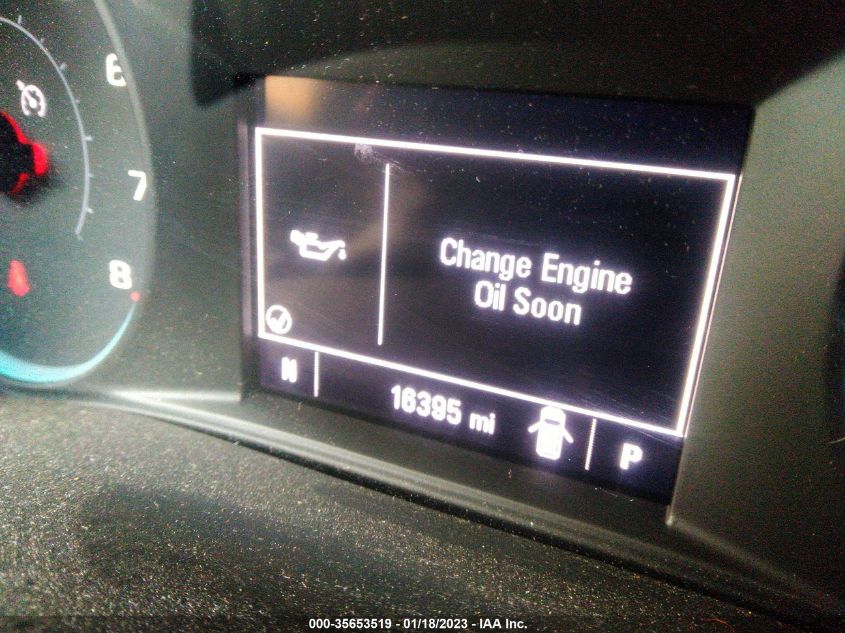 6
7
8
Change Engine
Oil Soon
N
16395 mi
P
000-35653519 - 01/18/2023 - IAA Inc.